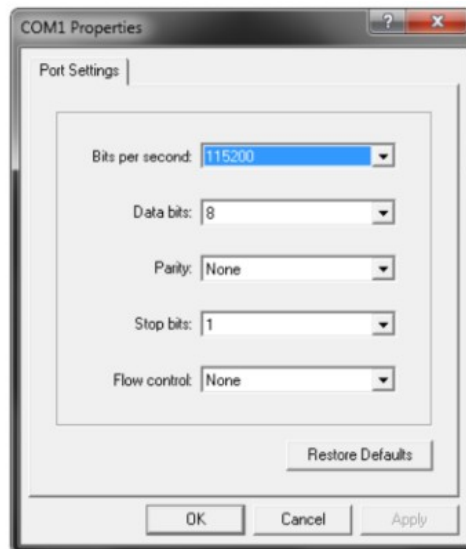 COM1 Properties
Port Settings
Bits per second: 115200
Data bits: 8
Parity: None
Stop bits: 1
Flow control: None
Restore Defaults
OK Cancel Apply